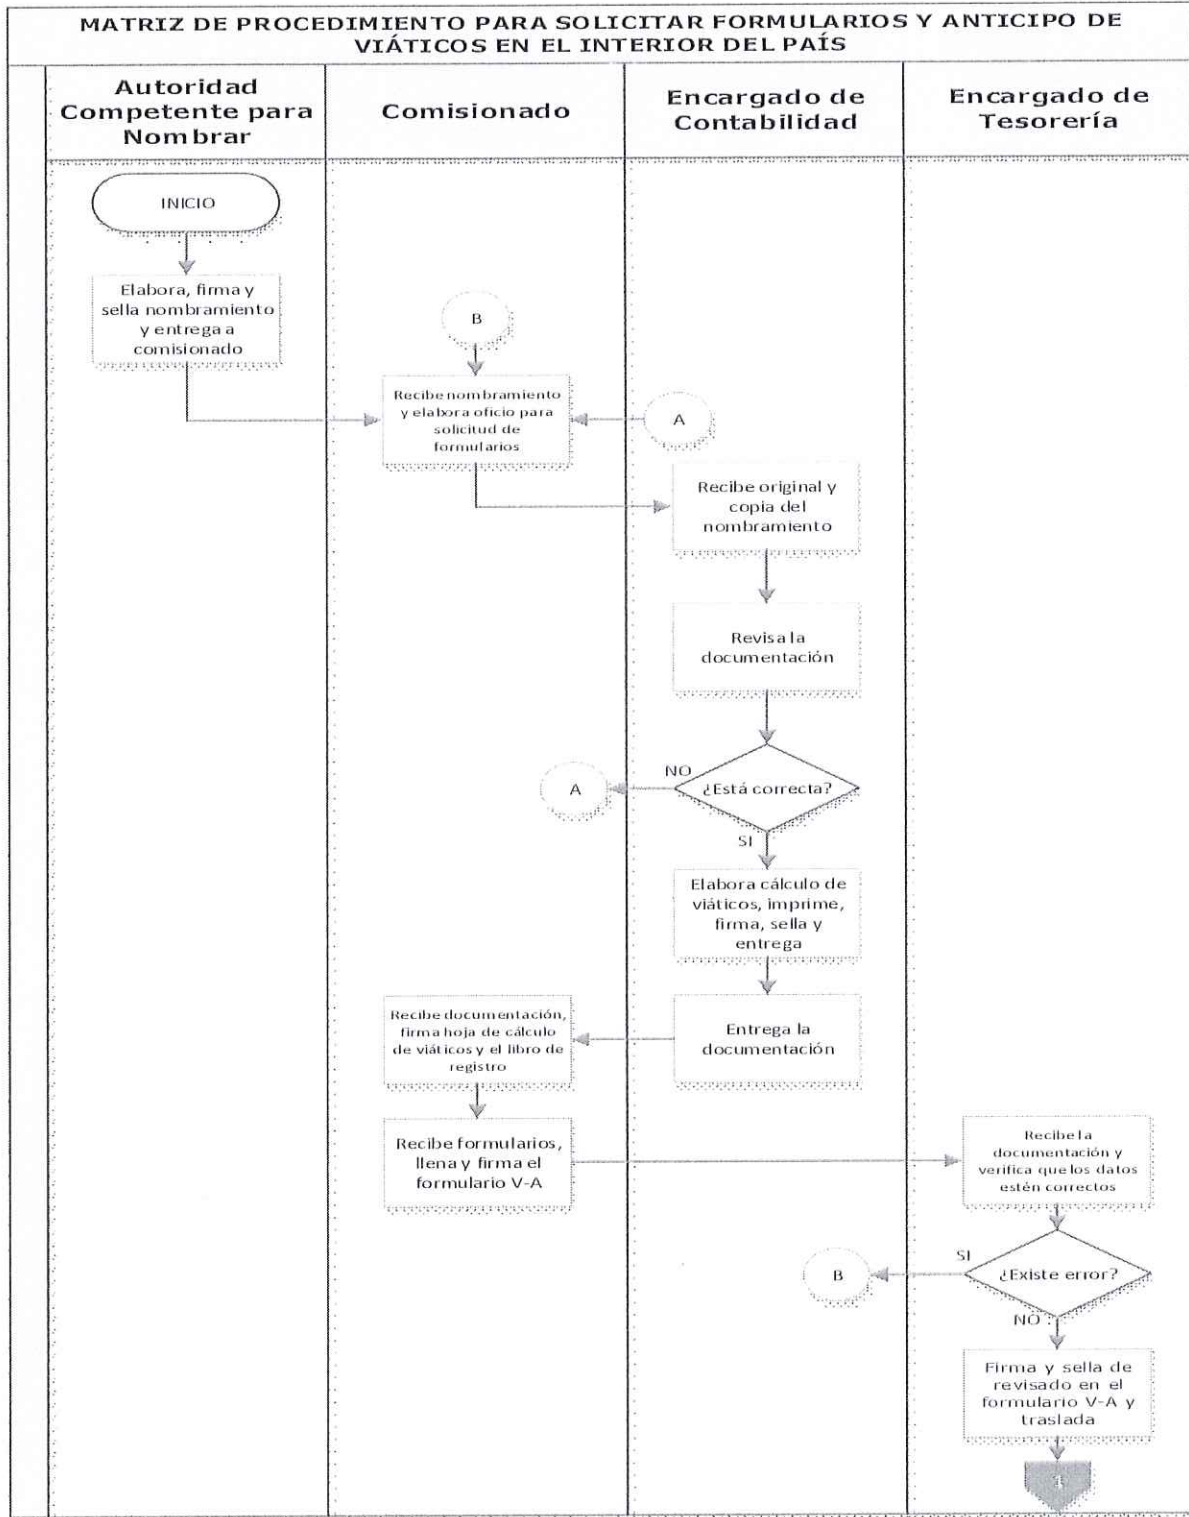 MATRIZ DE PROCEDIMIENTO PARA SOLICITAR FORMULARIOS Y ANTICIPO DE
VIÁTICOS EN EL INTERIOR DEL PAÍS
Autoridad
Competente para
Nombrar
Comisionado
Encargado de
Contabilidad
Encargado de
Tesorería
INICIO
Elabora, firma y
sella nombramiento
y entrega a
comisionado
B
Recibe nombramiento
y elabora oficio para
solicitud de
formularios
A
Recibe original y
copia del
nombramiento
Revisa la
documentación
¿Está correcta?
NO
A
SI
Elabora cálculo de
viáticos, imprime,
firma, sella y
entrega
Entrega la
documentación
Recibe documentación,
firma hoja de cálculo
de viáticos y el libro de
registro
Recibe formularios,
llena y firma el
formulario V-A
Recibe la
documentación y
verifica que los datos
estén correctos
¿Existe error?
SI
B
NO
Firma y sella de
revisado en el
formulario V-A y
traslada
1